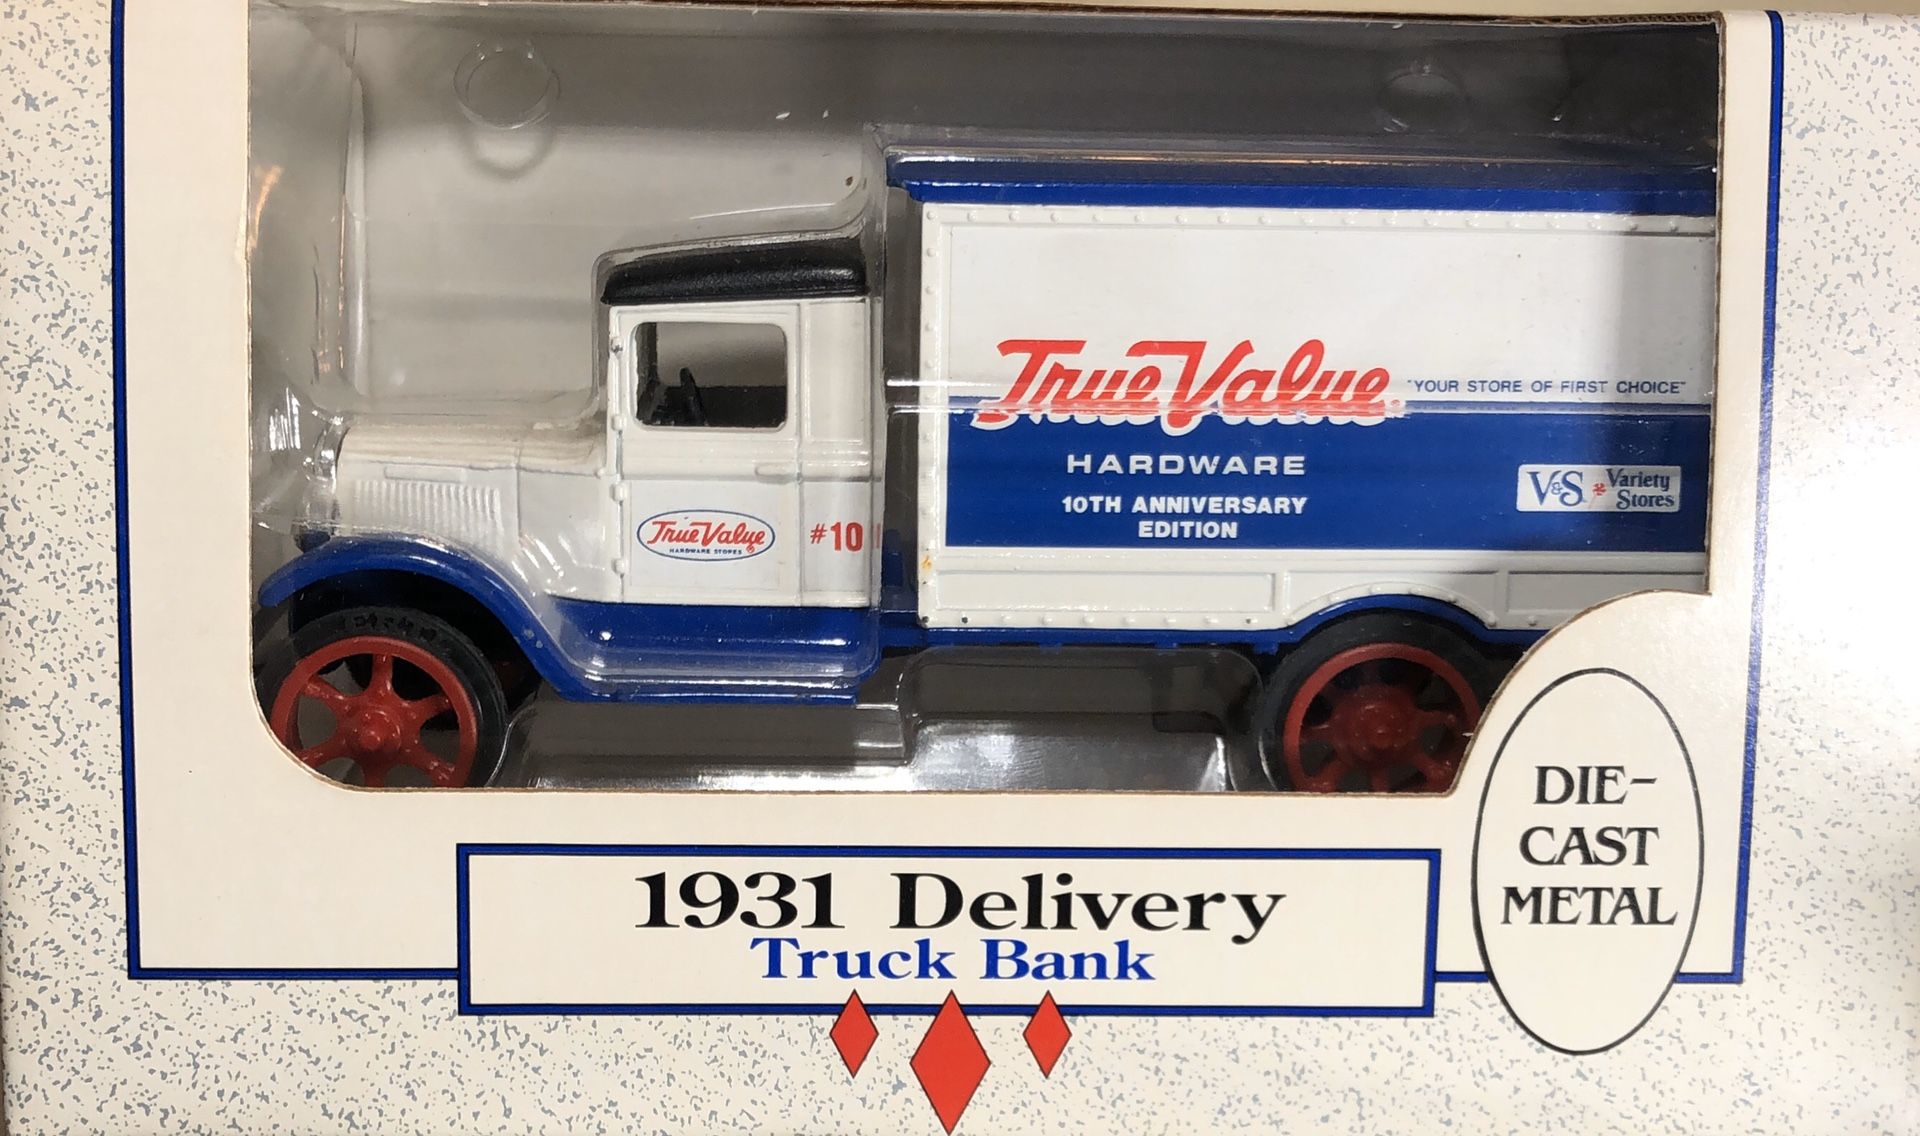 True Value
"YOUR STORE OF FIRST CHOICE"
HARDWARE
10TH ANNIVERSARY
EDITION
V&S Variety
Stores
True Value
HARDWARE STORES
#10
DIE-
CAST
METAL
1931 Delivery
Truck Bank